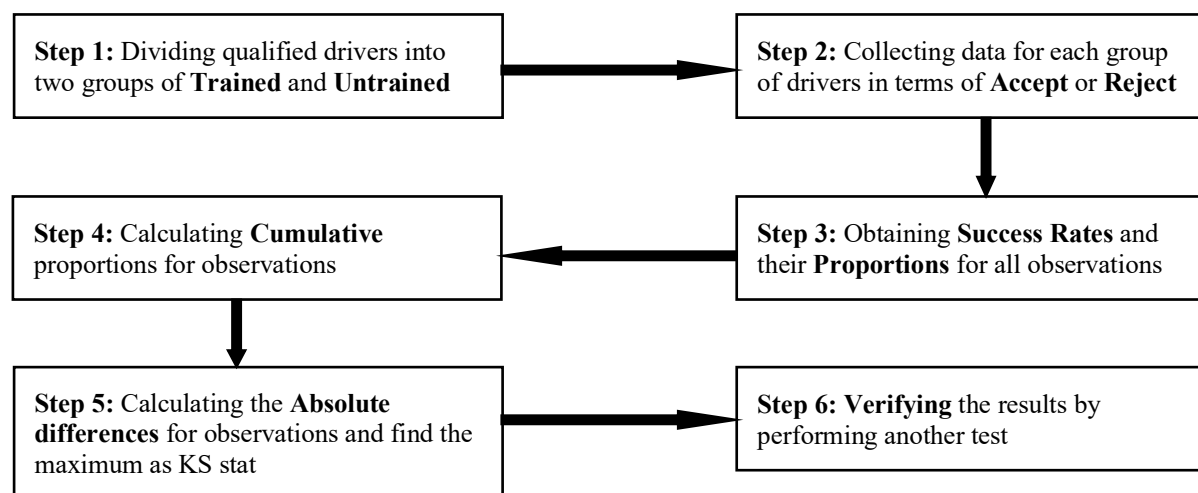 Step 1: Dividing qualified drivers into
two groups of Trained and Untrained
Step 2: Collecting data for each group
of drivers in terms of Accept or Reject
Step 3: Obtaining Success Rates and
their Proportions for all observations
Step 4: Calculating Cumulative
proportions for observations
Step 5: Calculating the Absolute
differences for observations and find the
maximum as KS stat
Step 6: Verifying the results by
performing another test